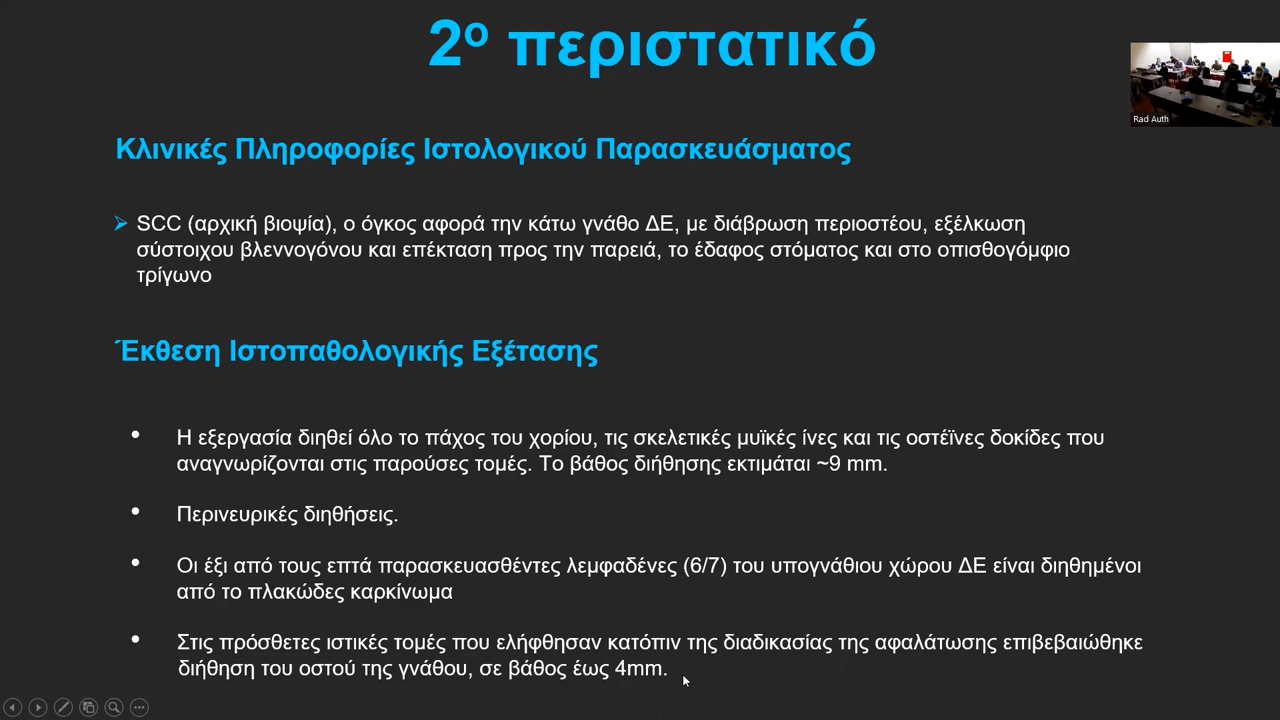 2ο περιστατικό
Rad Auth
Κλινικές Πληροφορίες Ιστολογικού Παρασκευάσματος
SCC (αρχική βιοψία), ο όγκος αφορά την κάτω γνάθο ΔΕ, με διάβρωση περιοστέου, εξέλκωση
σύστοιχου βλεννογόνου και επέκταση προς την παρειά, το έδαφος στόματος και στο οπισθογόμφιο
τρίγωνο
Έκθεση Ιστοπαθολογικής Εξέτασης
Η εξεργασία διηθεί όλο το πάχος του χορίου, τις σκελετικές μυϊκές ίνες και τις οστέϊνες δοκίδες που
αναγνωρίζονται στις παρούσες τομές. Το βάθος διήθησης εκτιμάται ~9 mm.
Περινευρικές διηθήσεις.
Οι έξι από τους επτά παρασκευασθέντες λεμφαδένες (6/7) του υπογνάθιου χώρου ΔΕ είναι διηθημένοι
από το πλακώδες καρκίνωμα
Στις πρόσθετες ιστικές τομές που ελήφθησαν κατόπιν της διαδικασίας της αφαλάτωσης επιβεβαιώθηκε
διήθηση του οστού της γνάθου, σε βάθος έως 4mm.